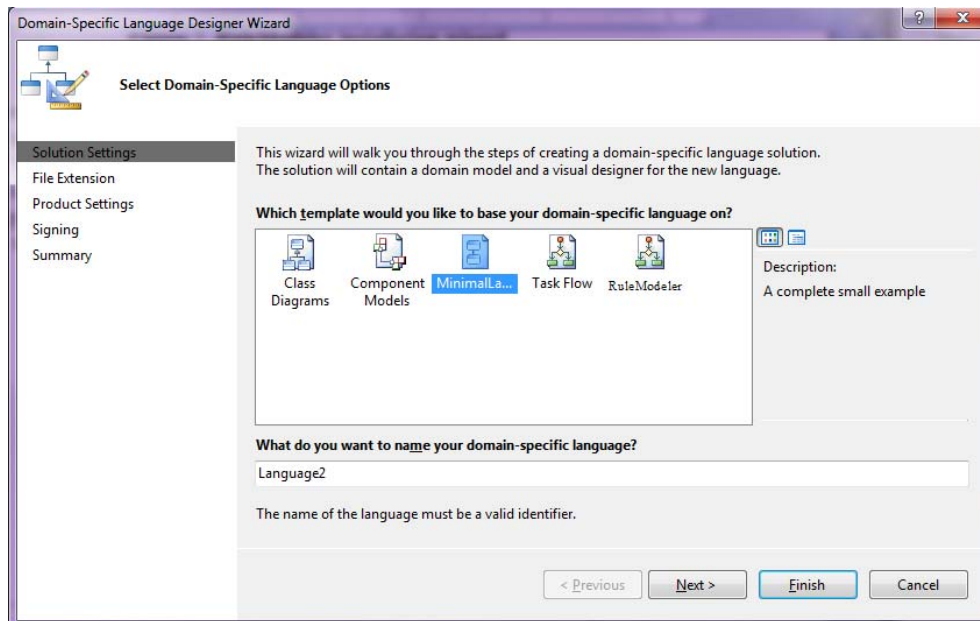 Domain-Specific Language Designer Wizard
Select Domain-Specific Language Options
Solution Settings
File Extension
Product Settings
Signing
Summary
This wizard will walk you through the steps of creating a domain-specific language solution.
The solution will contain a domain model and a visual designer for the new language.
Which template would you like to base your domain-specific language on?
Class
Diagrams
Component
Models
MinimalLa...
Task Flow
RuleModeler
Description:
A complete small example
What do you want to name your domain-specific language?
Language2
The name of the language must be a valid identifier.
< Previous
Next >
Finish
Cancel